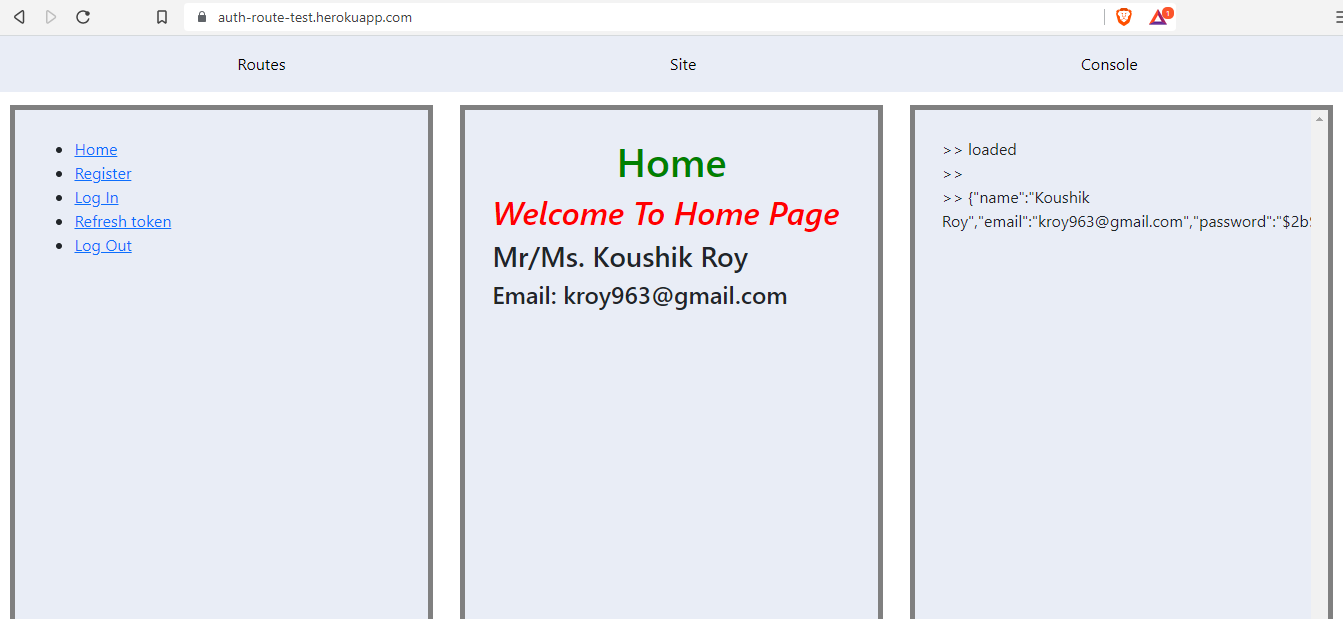 auth-route-test.herokuapp.com
1
Routes
Site
Console
Home
Register
Log In
Refresh token
Log Out
Home
Welcome To Home Page
Mr/Ms. Koushik Roy
Email: kroy963@gmail.com
>> loaded
>>
>> {"name":"Koushik
Roy","email":"kroy963@gmail.com","password":"$2b